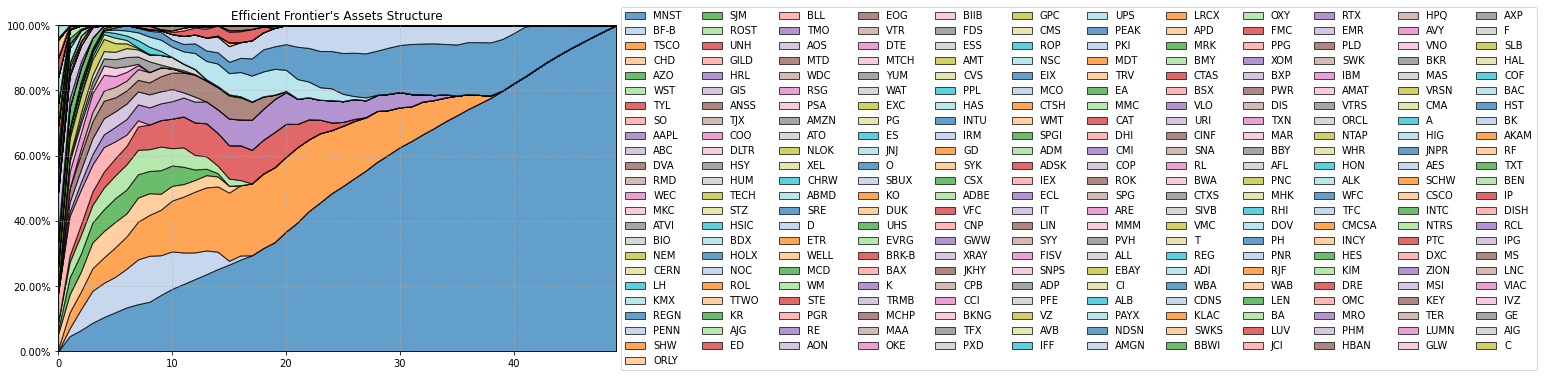 Efficient Frontier's Assets Structure
100.00%
80.00%
60.00%
40.00%
20.00%
0.00%
0 10 20 30 40
MNST SJM BLL EOG BIIB GPC UPS LRCX OXY RTX HPQ AXP
BF-B ROST TMO VTR FDS CMS PEAK APD FMC EMR AVY F
TSCO UNH AOS DTE ESS ROP PKI MRK PPG PLD VNO SLB
CHD GILD MTD MTCH AMT NSC MDT BMY XOM SWK BKR HAL
AZO HRL WDC YUM CVS EIX TRV CTAS BXP IBM MAS COF
WST GIS RSG WAT PPL MCO EA BSX PWR AMAT VRSN BAC
TYL ANSS PSA EXC HAS CTSH MMC VLO DIS VTRS CMA HST
SO TJX AMZN PG INTU WMT CAT URI TXN ORCL A BK
AAPL COO ATO ES IRM SPGI DHI CINF MAR NTAP HIG AKAM
ABC DLTR NLOK JNJ GD ADM CMI SNA BBY WHR JNPR RF
DVA HSY XEL O SYK ADSK COP RL AFL HON AES TXT
RMD HUM CHRW SBUX CSX IEX ROK BWA PNC ALK SCHW BEN
WEC TECH ABMD KO ADBE ECL SPG CTXS MHK WFC CSCO IP
MKC STZ SRE DUK VFC IT ARE SIVB RHI TFC INTC DISH
ATVI HSIC D UHS CNP LIN MMM VMC DOV CMCSA NTRS RCL
BIO BDX ETR EVRG GWW SYY PVH T PH INCY PTC IPG
NEM HOLX WELL BRK-B XRAY FISV ALL REG PNR HES DXC MS
CERN NOC MCD BAX JKHY SNPS EBAY ADI RJF KIM ZION LNC
LH ROL WM K CPB ADP CI WBA WAB DRE MSI VIAC
KMX TTWO STE TRMB CCI PFE ALB CDNS LEN OMC KEY IVZ
REGN KR PGR MCHP BKNG VZ PAYX KLAC BA MRO TER GE
PENN AJG RE MAA TFX AVB NDSN SWKS LUV PHM LUMN AIG
SHW ED AON OKE PXD IFF AMGN BBWI JCI HBAN GLW C
ORLY